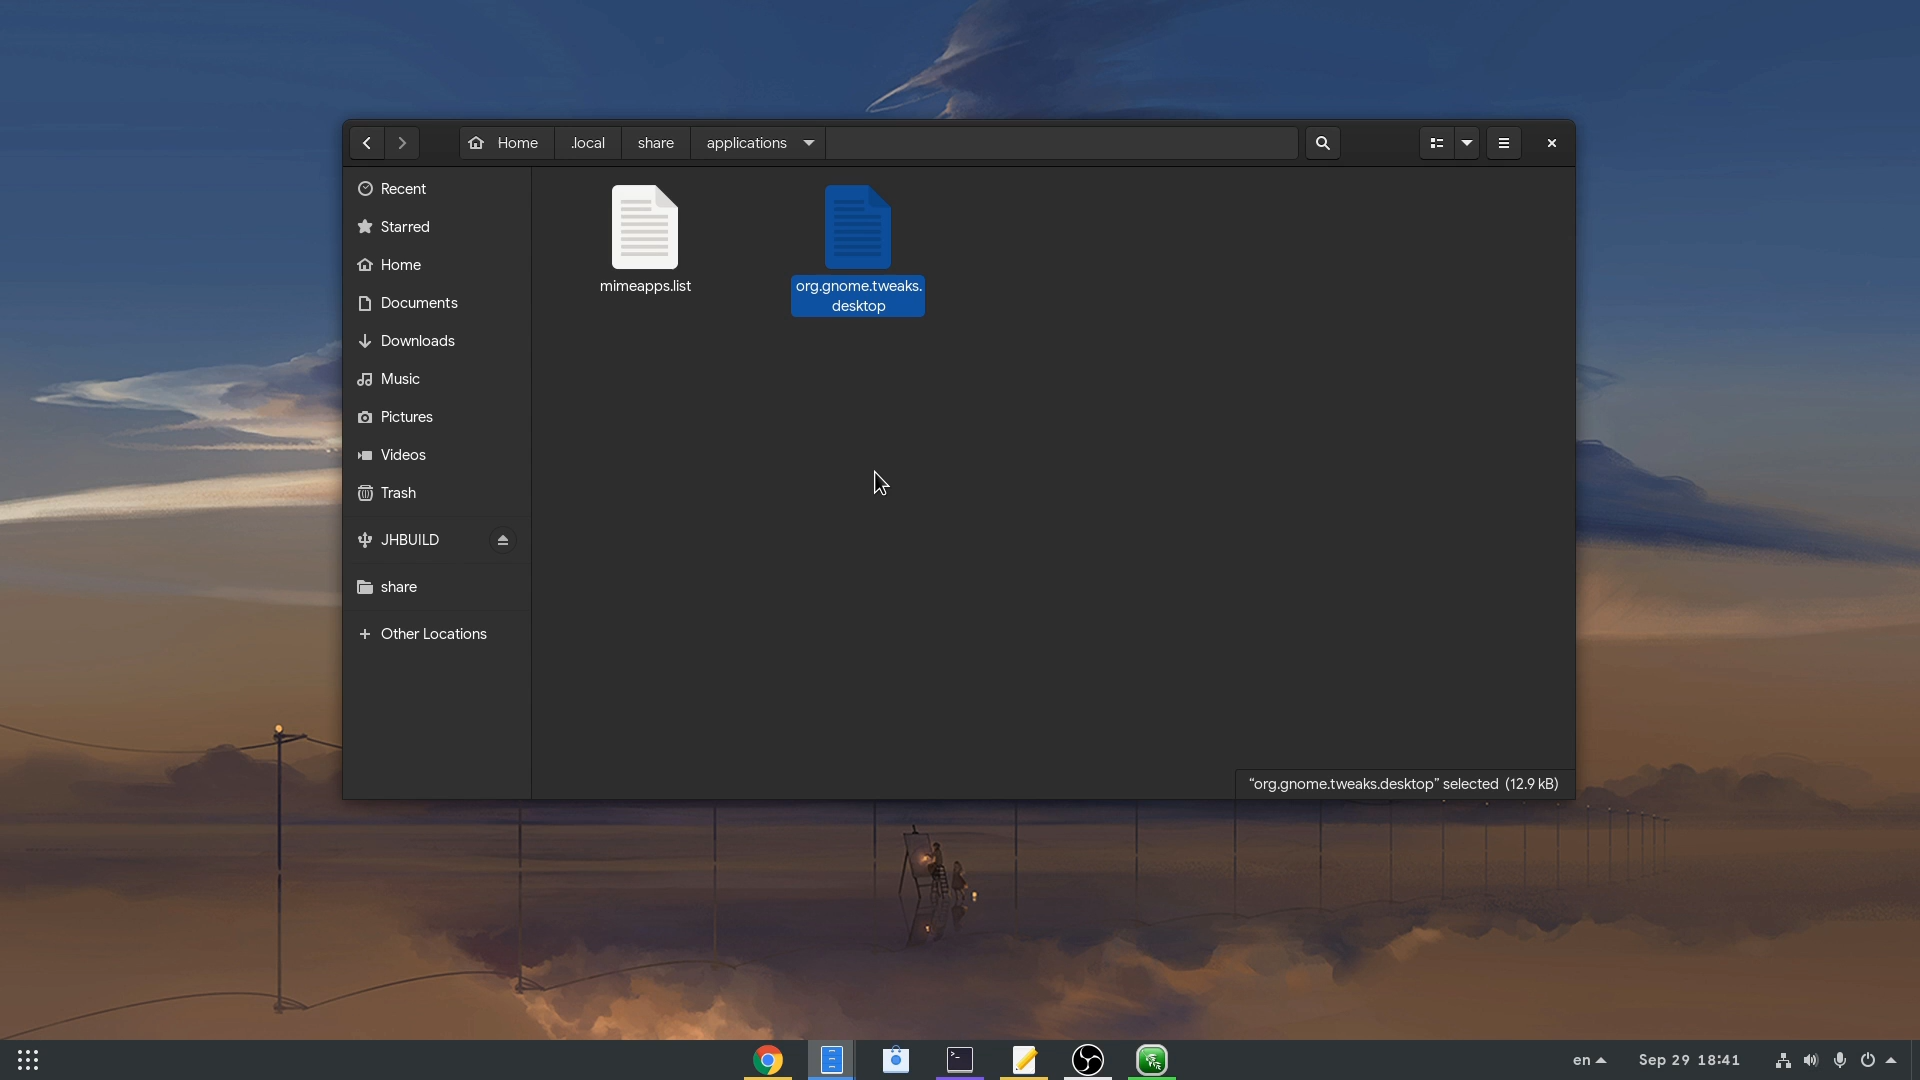 Home .local share applications
Recent
Starred
Home
Documents
Downloads
Music
Pictures
Videos
Trash
JHBUILD
share
Other Locations
mimeapps.list
org.gnome.tweaks.
desktop
“org.gnome.tweaks.desktop” selected (12.9 kB)
en
Sep 29 18:41